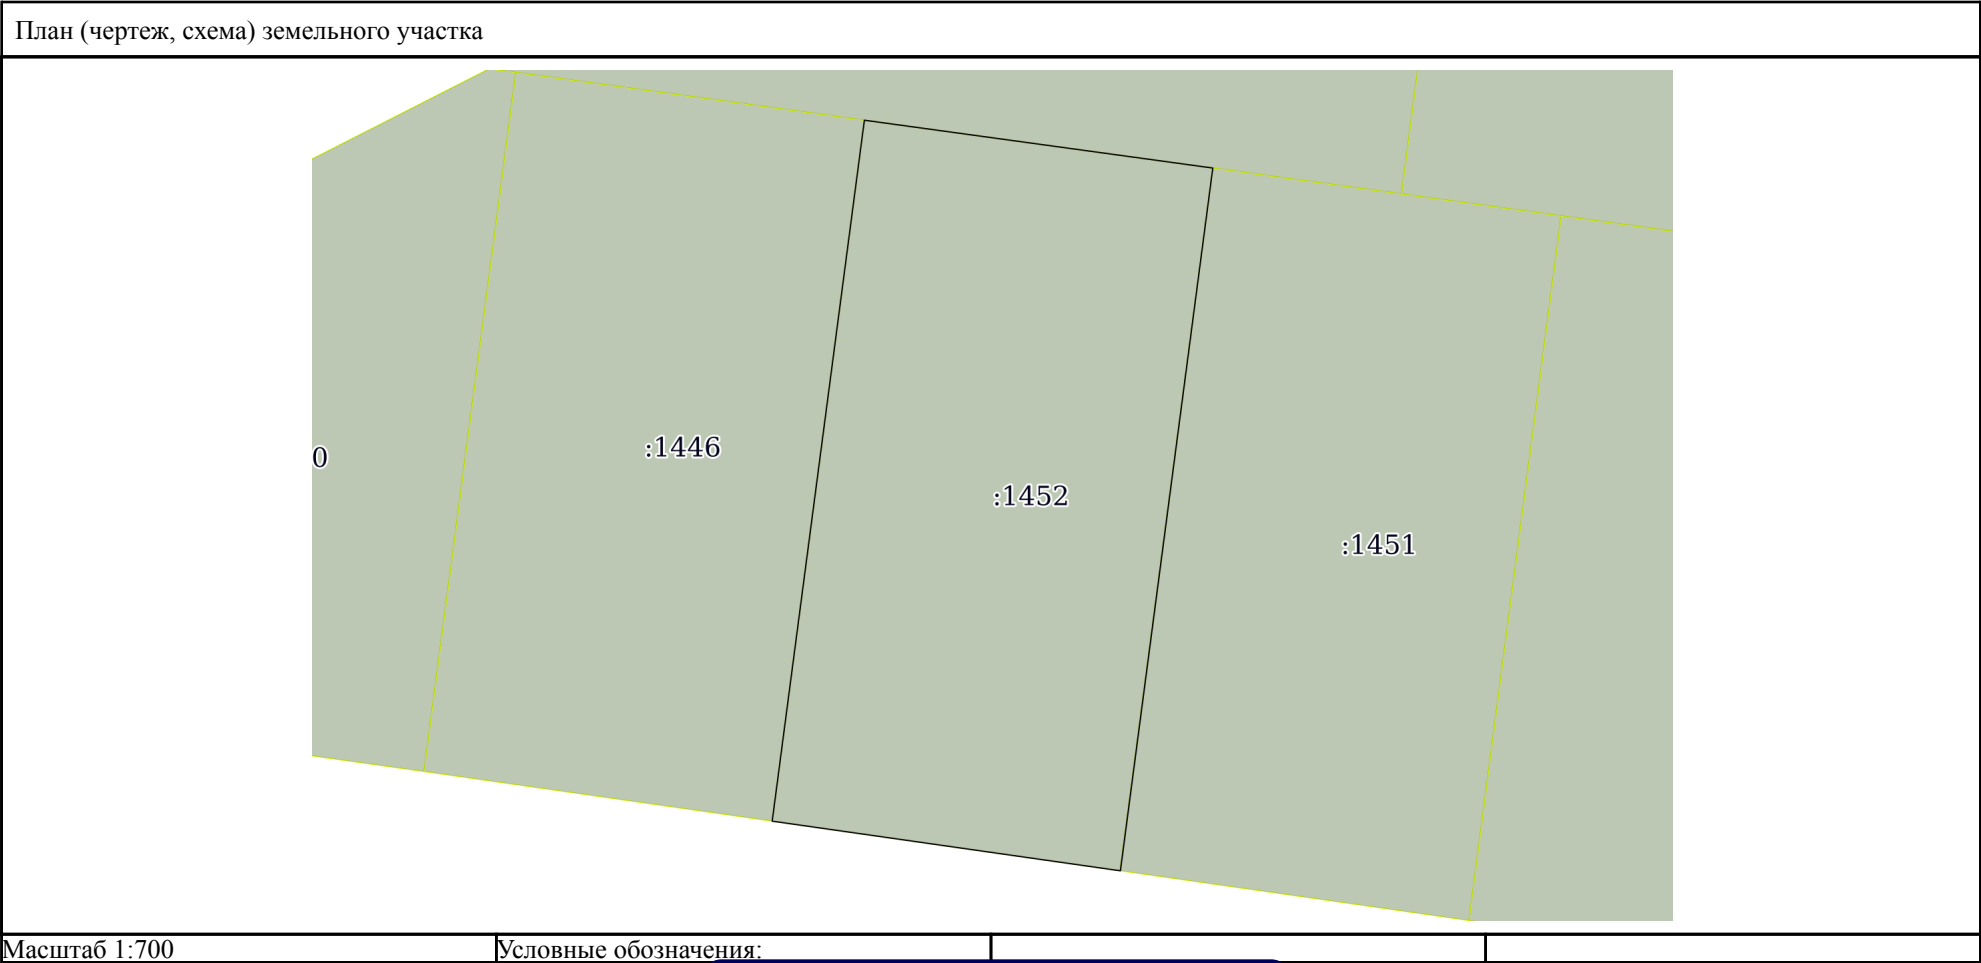 План (чертеж, схема) земельного участка
:1446
0
:1452
:1451
Масштаб 1:700
Условные обозначения: